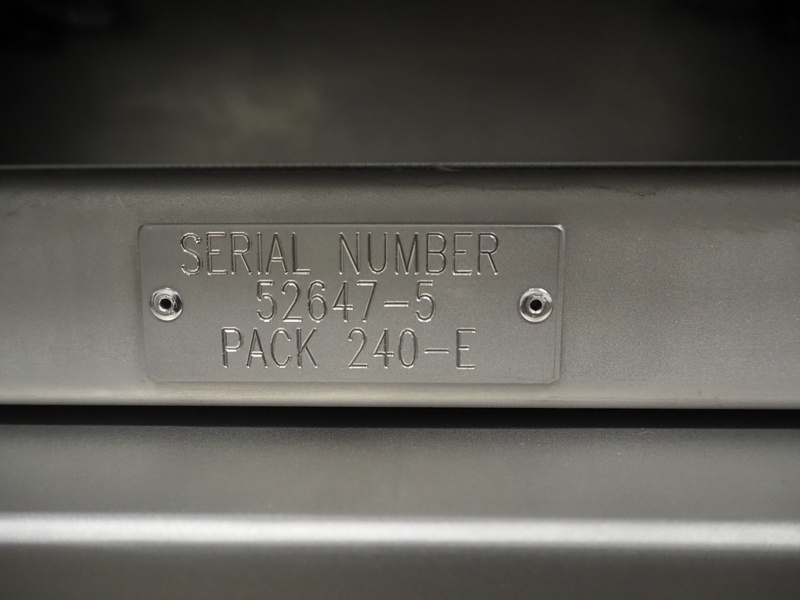 SERIAL NUMBER
52647-5
PACK 240-E